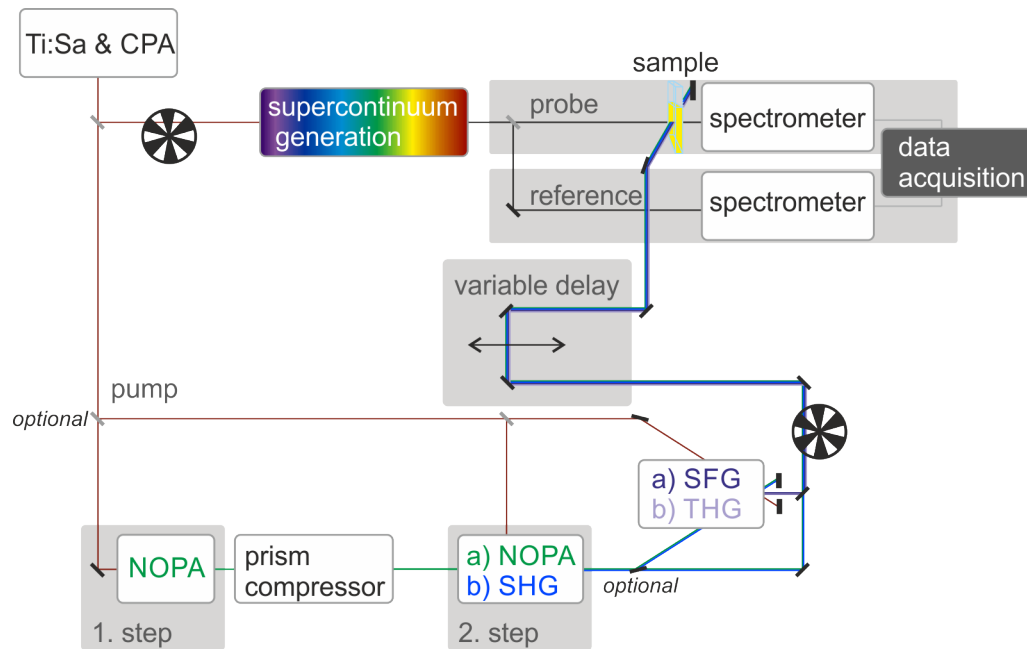 Ti:Sa & CPA
sample
supercontinuum
generation
probe
spectrometer
data
acquisition
reference
spectrometer
variable delay
pump
optional
a) SFG
b) THG
NOPA
prism
compressor
a) NOPA
b) SHG
optional
1. step
2. step